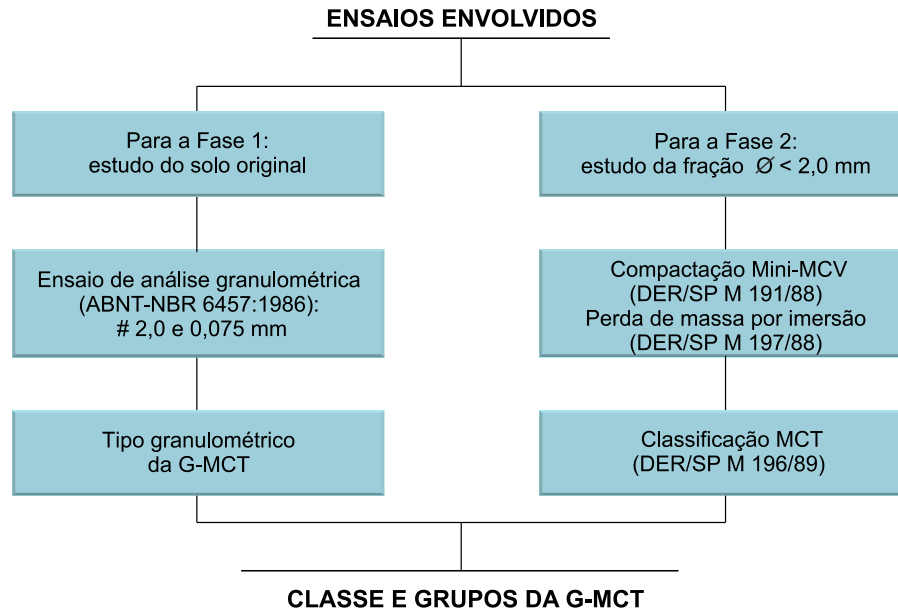 ENSAIOS ENVOLVIDOS
Para a Fase 1:
estudo do solo original
Para a Fase 2:
estudo da fração Ø < 2,0 mm
Ensaio de análise granulométrica
(ABNT-NBR 6457:1986):
# 2,0 e 0,075 mm
Compactação Mini-MCV
(DER/SP M 191/88)
Perda de massa por imersão
(DER/SP M 197/88)
Tipo granulométrico
da G-MCT
Classificação MCT
(DER/SP M 196/89)
CLASSE E GRUPOS DA G-MCT